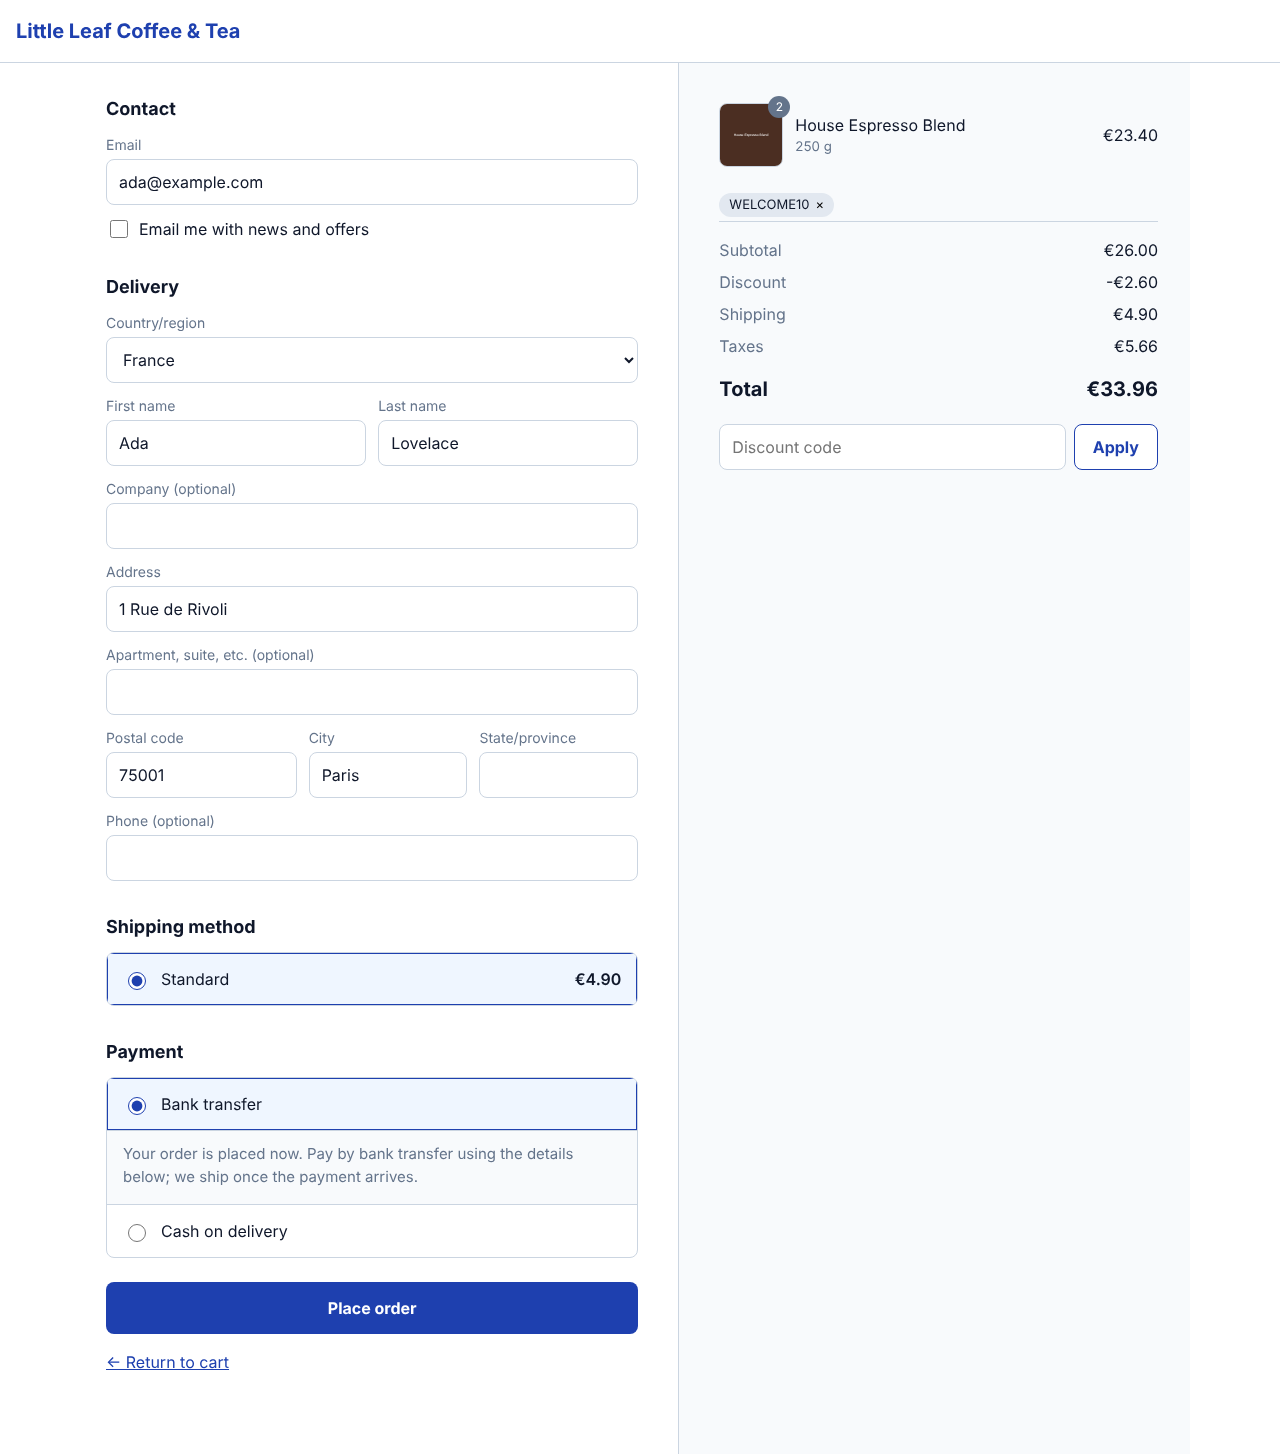 Little Leaf Coffee & Tea
Contact
Email
ada@example.com
Email me with news and offers
Delivery
Country/region
France
First name
Last name
Ada
Lovelace
Company (optional)
Address
1 Rue de Rivoli
Apartment, suite, etc. (optional)
Postal code
City
State/province
75001
Paris
Phone (optional)
Shipping method
Standard
€4.90
Payment
Bank transfer
Your order is placed now. Pay by bank transfer using the details
below; we ship once the payment arrives.
Cash on delivery
Place order
← Return to cart
2
House Espresso Blend
House Espresso Blend
250 g
€23.40
WELCOME10 ×
Subtotal
€26.00
Discount
-€2.60
Shipping
€4.90
Taxes
€5.66
Total
€33.96
Discount code
Apply